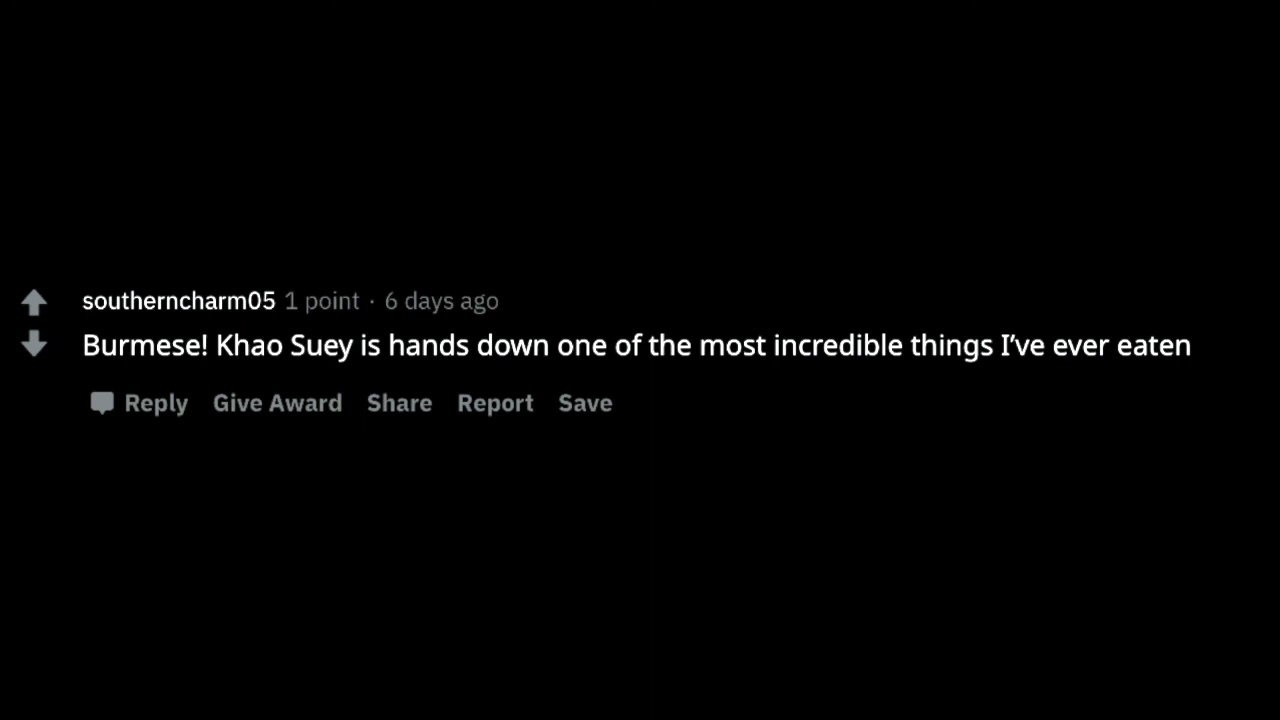 southerncharm05 1 point · 6 days ago
Burmese! Khao Suey is hands down one of the most incredible things I’ve ever eaten
Reply Give Award Share Report Save